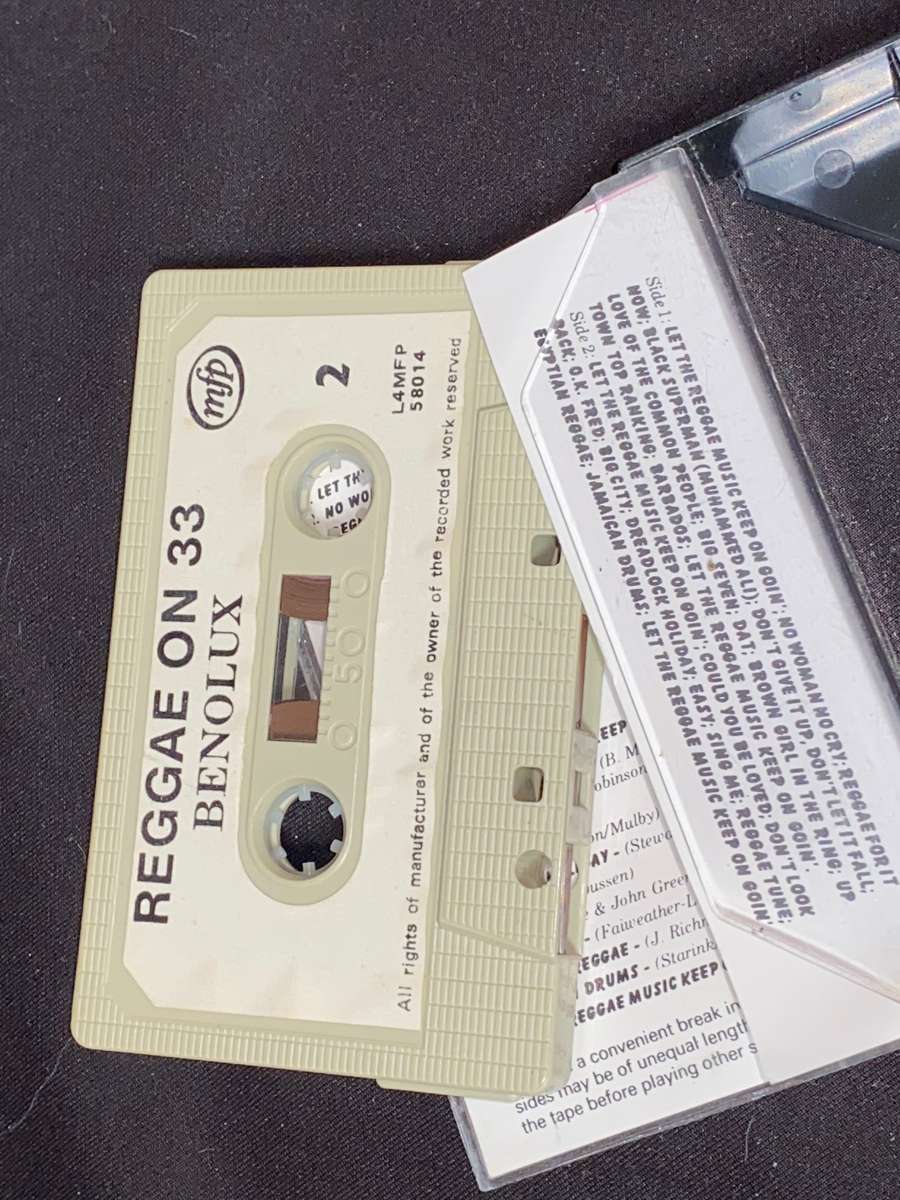 REGGAE ON 33
BENOLUX
mfp
2
L4MFP
58014
LET TH
NO WO
EG
50
All rights of manufacturer and of the owner of the recorded work reserved
Side 1: LET THE REGGAE MUSIC KEEP ON GOIN'; NO WOMAN NO CRY; REGGAE FOR IT
NOW; BLACK SUPERMAN (MUHAMMED ALI); DON'T GIVE IT UP, DON'T LET IT FALL;
LOVE OF THE COMMON PEOPLE; BIG SEVEN; DAT; BROWN GIRL IN THE RING; UP
TOWN TOP RANKING; BARBADOS; LET THE REGGAE MUSIC KEEP ON GOIN'.
Side 2: LET THE REGGAE MUSIC KEEP ON GOIN'; COULD YOU BE LOVED; DON'T LOOK
BACK; O.K. FRED; BIG CITY; DREADLOCK HOLIDAY; EASY; SING ME; REGGAE TUNE;
EGYPTIAN REGGAE; JAMAICAN DRUMS; LET THE REGGAE MUSIC KEEP ON GOIN'
EEP
(B. M
obinson
on/Mulby)
AY - (Stew
ussen)
& John Green
- (Faiweather-L
EGGAE - (J. Richm
DRUMS - (Starink
EGGAE MUSIC KEEP
a convenient break in
sides may be of unequal length
the tape before playing other s